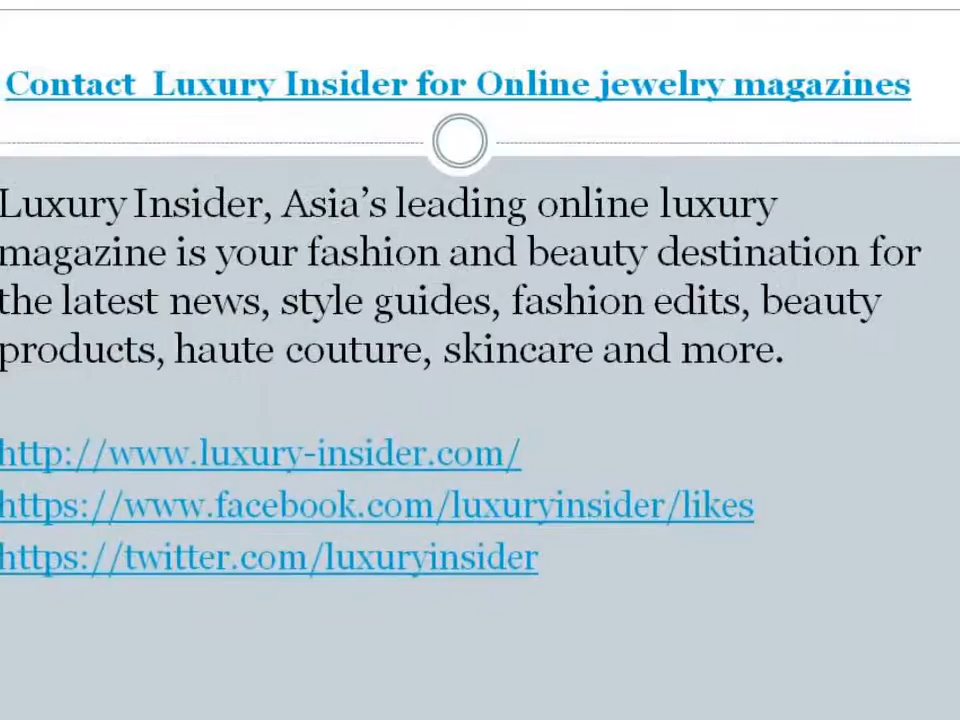 Contact  Luxury Insider for Online jewelry magazines
Luxury Insider, Asia’s leading online luxury
magazine is your fashion and beauty destination for
the latest news, style guides, fashion edits, beauty
products, haute couture, skincare and more.
http://www.luxury-insider.com/
https://www.facebook.com/luxuryinsider/likes
https://twitter.com/luxuryinsider